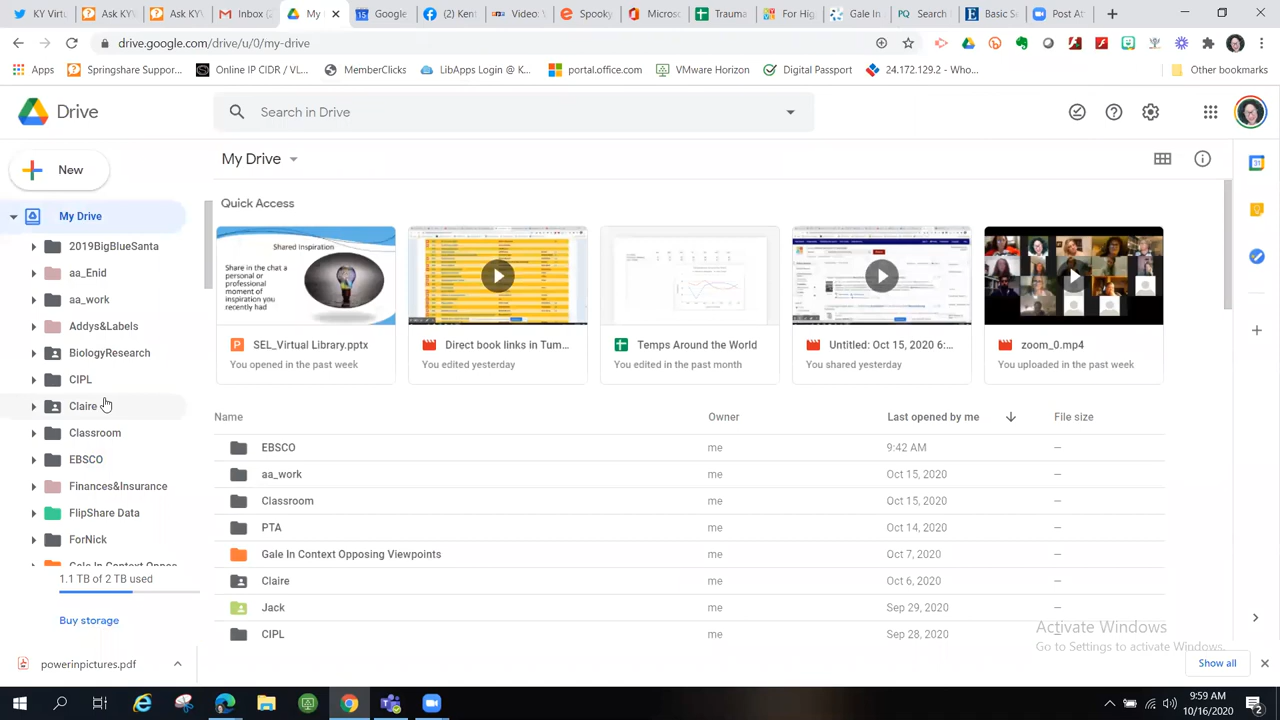 Inbox (
My D
Google
(2) Kent
Video \
Spooky
Microsc
Trauma
For Hig
Gale In
Search
Basic Se
Post Att
drive.google.com/drive/u/0/my-drive
Apps
Springshare Suppor...
Online IP CIDR / VL...
MemberClicks
LibApps Login @ K...
portal.office.com
VMware Horizon
Digital Passport
24.172.129.2 - Who...
Other bookmarks
Drive
Search in Drive
New
My Drive
2019BigBlueSanta
aa_Enid
aa_work
Addys&Labels
BiologyResearch
CIPL
Claire
Classroom
EBSCO
Finances&Insurance
FlipShare Data
ForNick
Gale In Context Oppos
1.1 TB of 2 TB used
Buy storage
My Drive
Quick Access
Shared Inspiration
Share in the chat a
personal or
professional
moment of
inspiration you
recently had
SEL_Virtual Library.pptx
You opened in the past week
Direct book links in Tum...
You edited yesterday
Temps Around the World
You edited in the past month
Untitled: Oct 15, 2020 6:...
You shared yesterday
zoom_0.mp4
You uploaded in the past week
Name Owner Last opened by me File size
EBSCO me 9:42 AM —
aa_work me Oct 15, 2020 —
Classroom me Oct 15, 2020 —
PTA me Oct 14, 2020 —
Gale In Context Opposing Viewpoints me Oct 7, 2020 —
Claire me Oct 6, 2020 —
Jack me Sep 29, 2020 —
CIPL me Sep 28, 2020 —
Activate Windows
Go to Settings to activate Windows.
powerinpictures.pdf
Show all
9:59 AM
10/16/2020
2